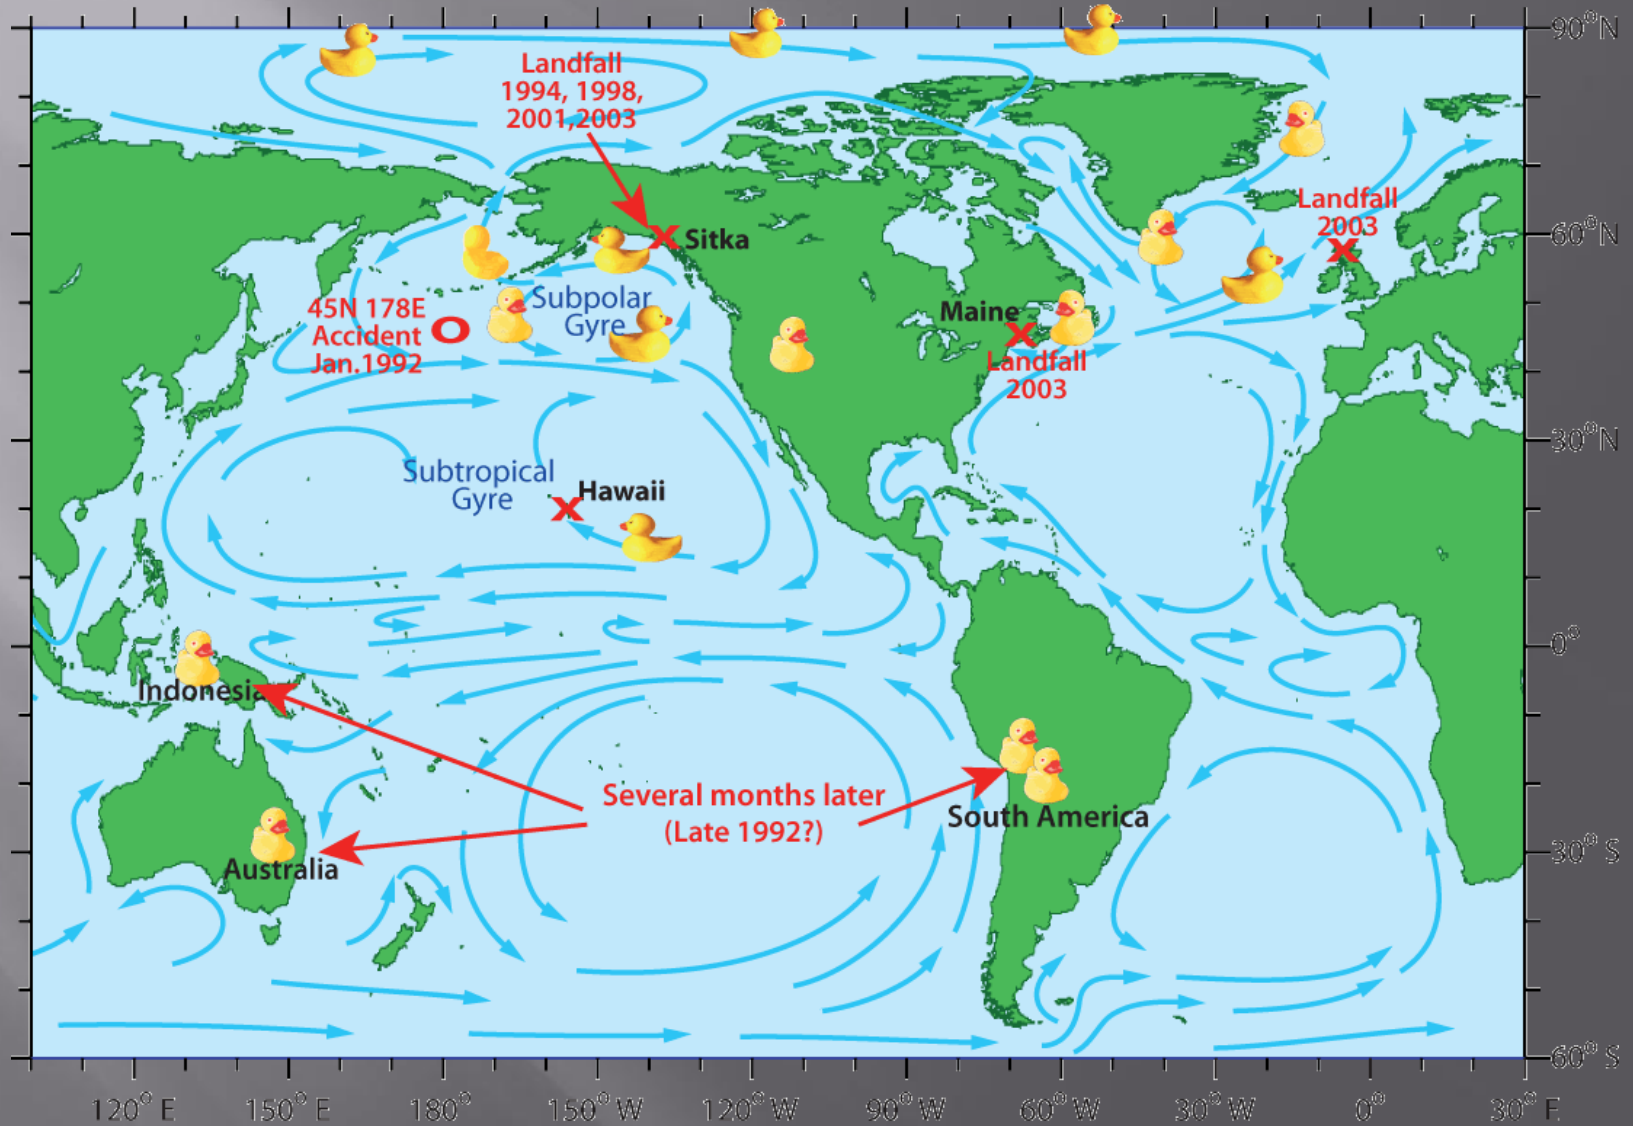 90° N
Landfall
1994, 1998,
2001,2003
Landfall
2003
Sitka
60° N
45N 178E
Accident
Jan.1992
Subpolar
Gyre
Maine
Landfall
2003
30° N
Subtropical
Gyre
Hawaii
0°
Indonesia
Several months later
(Late 1992?)
South America
Australia
30° S
60° S
120° E 150° E 180° 150° W 120° W 90° W 60° W 30° W 0° 30° E